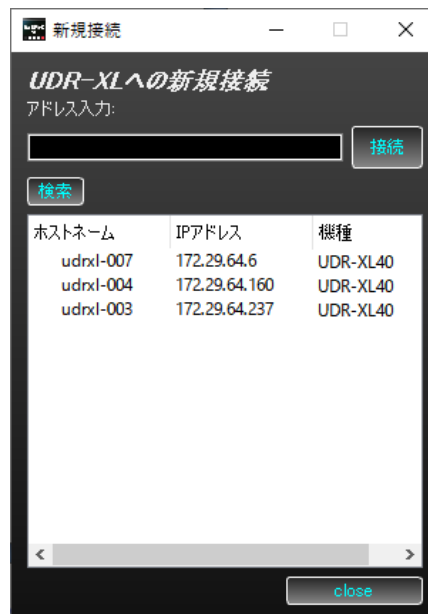 新規接続
UDR-XLへの新規接続
アドレス入力:
接続
検索
ホストネーム IPアドレス 機種
udrxl-007 172.29.64.6 UDR-XL40
udrxl-004 172.29.64.160 UDR-XL40
udrxl-003 172.29.64.237 UDR-XL40
close